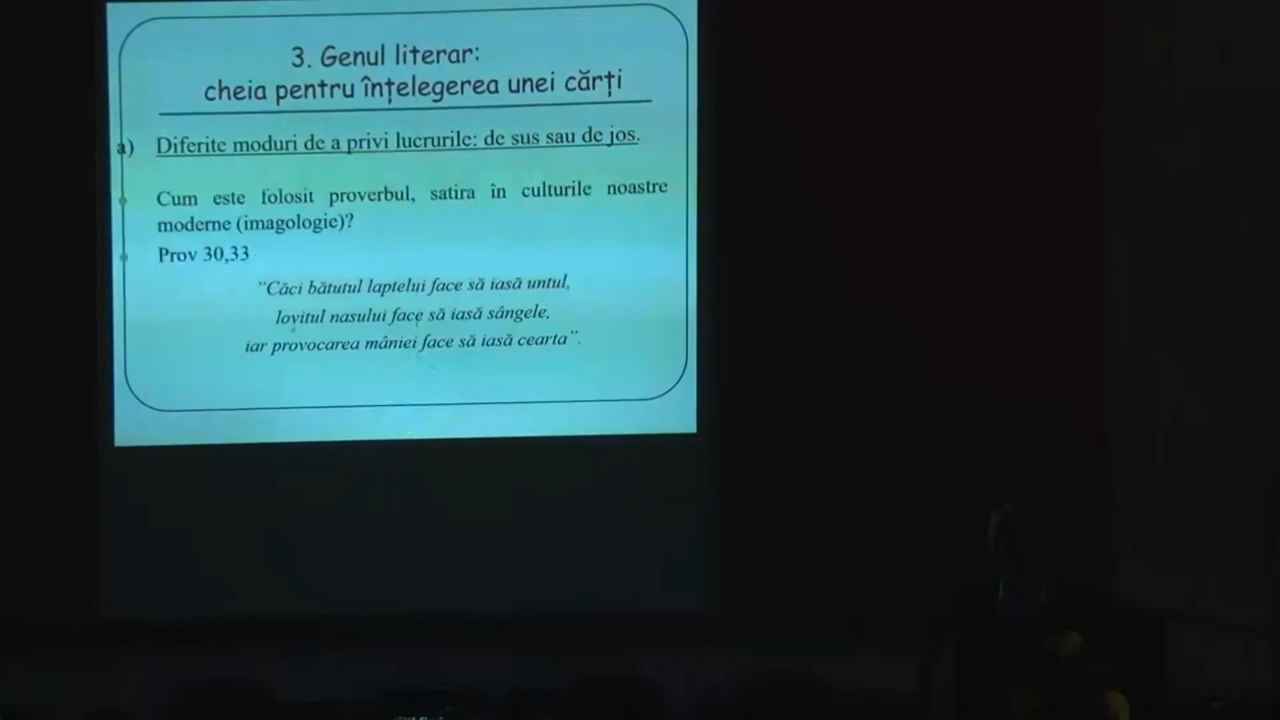 3. Genul literar:
cheia pentru înțelegerea unei cărți
a) Diferite moduri de a privi lucrurile: de sus sau de jos.
Cum este folosit proverbul, satira în culturile noastre
moderne (imagologie)?
Prov 30,33
"Căci bătutul laptelui face să iasă untul,
lovitul nasului face să iasă sângele,
iar provocarea mâniei face să iasă cearta".